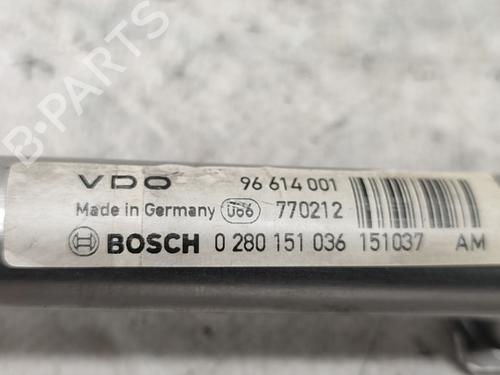 B-PARTS
VDO 96 614 001
Made in Germany U66 770212
BOSCH 0 280 151 036 151037 AM